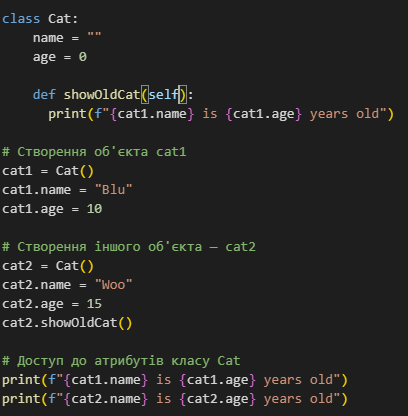 class Cat:
    name = ""
    age = 0

    def showOldCat(self):
      print(f"{cat1.name} is {cat1.age} years old")

# Створення об'єкта cat1
cat1 = Cat()
cat1.name = "Blu"
cat1.age = 10

# Створення іншого об'єкта — cat2
cat2 = Cat()
cat2.name = "Woo"
cat2.age = 15
cat2.showOldCat()

# Доступ до атрибутів класу Cat
print(f"{cat1.name} is {cat1.age} years old")
print(f"{cat2.name} is {cat2.age} years old")